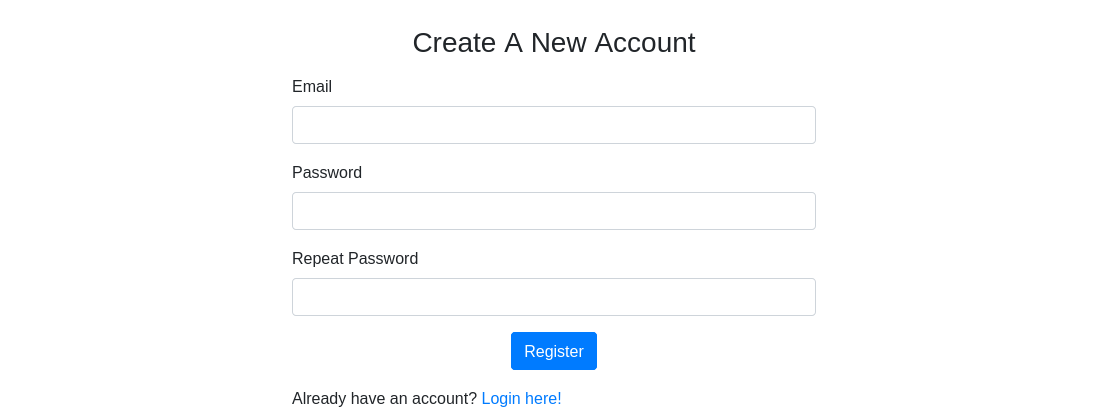 Create A New Account
Email
Password
Repeat Password
Register
Already have an account? Login here!